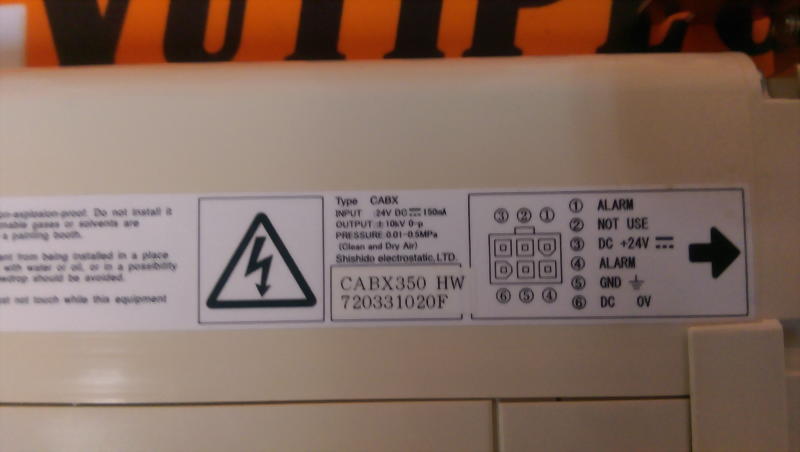 on-explosion-proof. Do not install it
mable gases or solvents are
a painting booth.
ent from being installed in a place
with water or oil, or in a possibility
ewdrop should be avoided.
ust not touch while this equipment
Type CABX
INPUT :24V DC⎓150mA
OUTPUT:±10kV 0-p
PRESSURE:0.01-0.5MPa
(Clean and Dry Air)
Shishido electrostatic, LTD.
CABX350 HW
720331020F
③ ② ①
⑥ ⑤ ④
① ALARM
② NOT USE
③ DC +24V ⎓
④ ALARM
⑤ GND ⏚
⑥ DC 0V